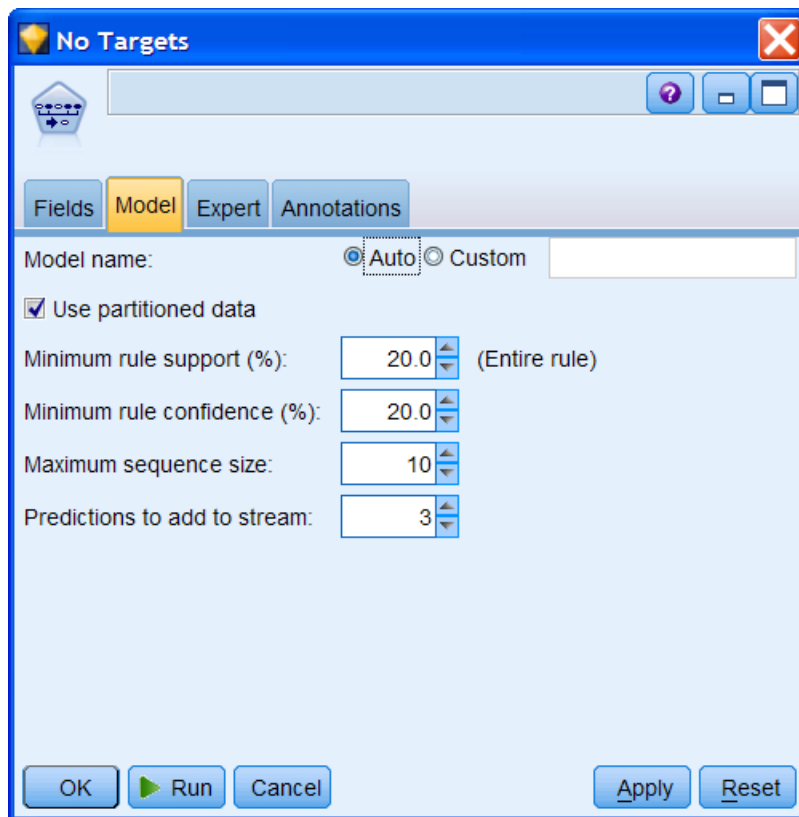 No Targets
Fields Model Expert Annotations
Model name: Auto Custom
Use partitioned data
Minimum rule support (%): 20.0 (Entire rule)
Minimum rule confidence (%): 20.0
Maximum sequence size: 10
Predictions to add to stream: 3
OK Run Cancel Apply Reset